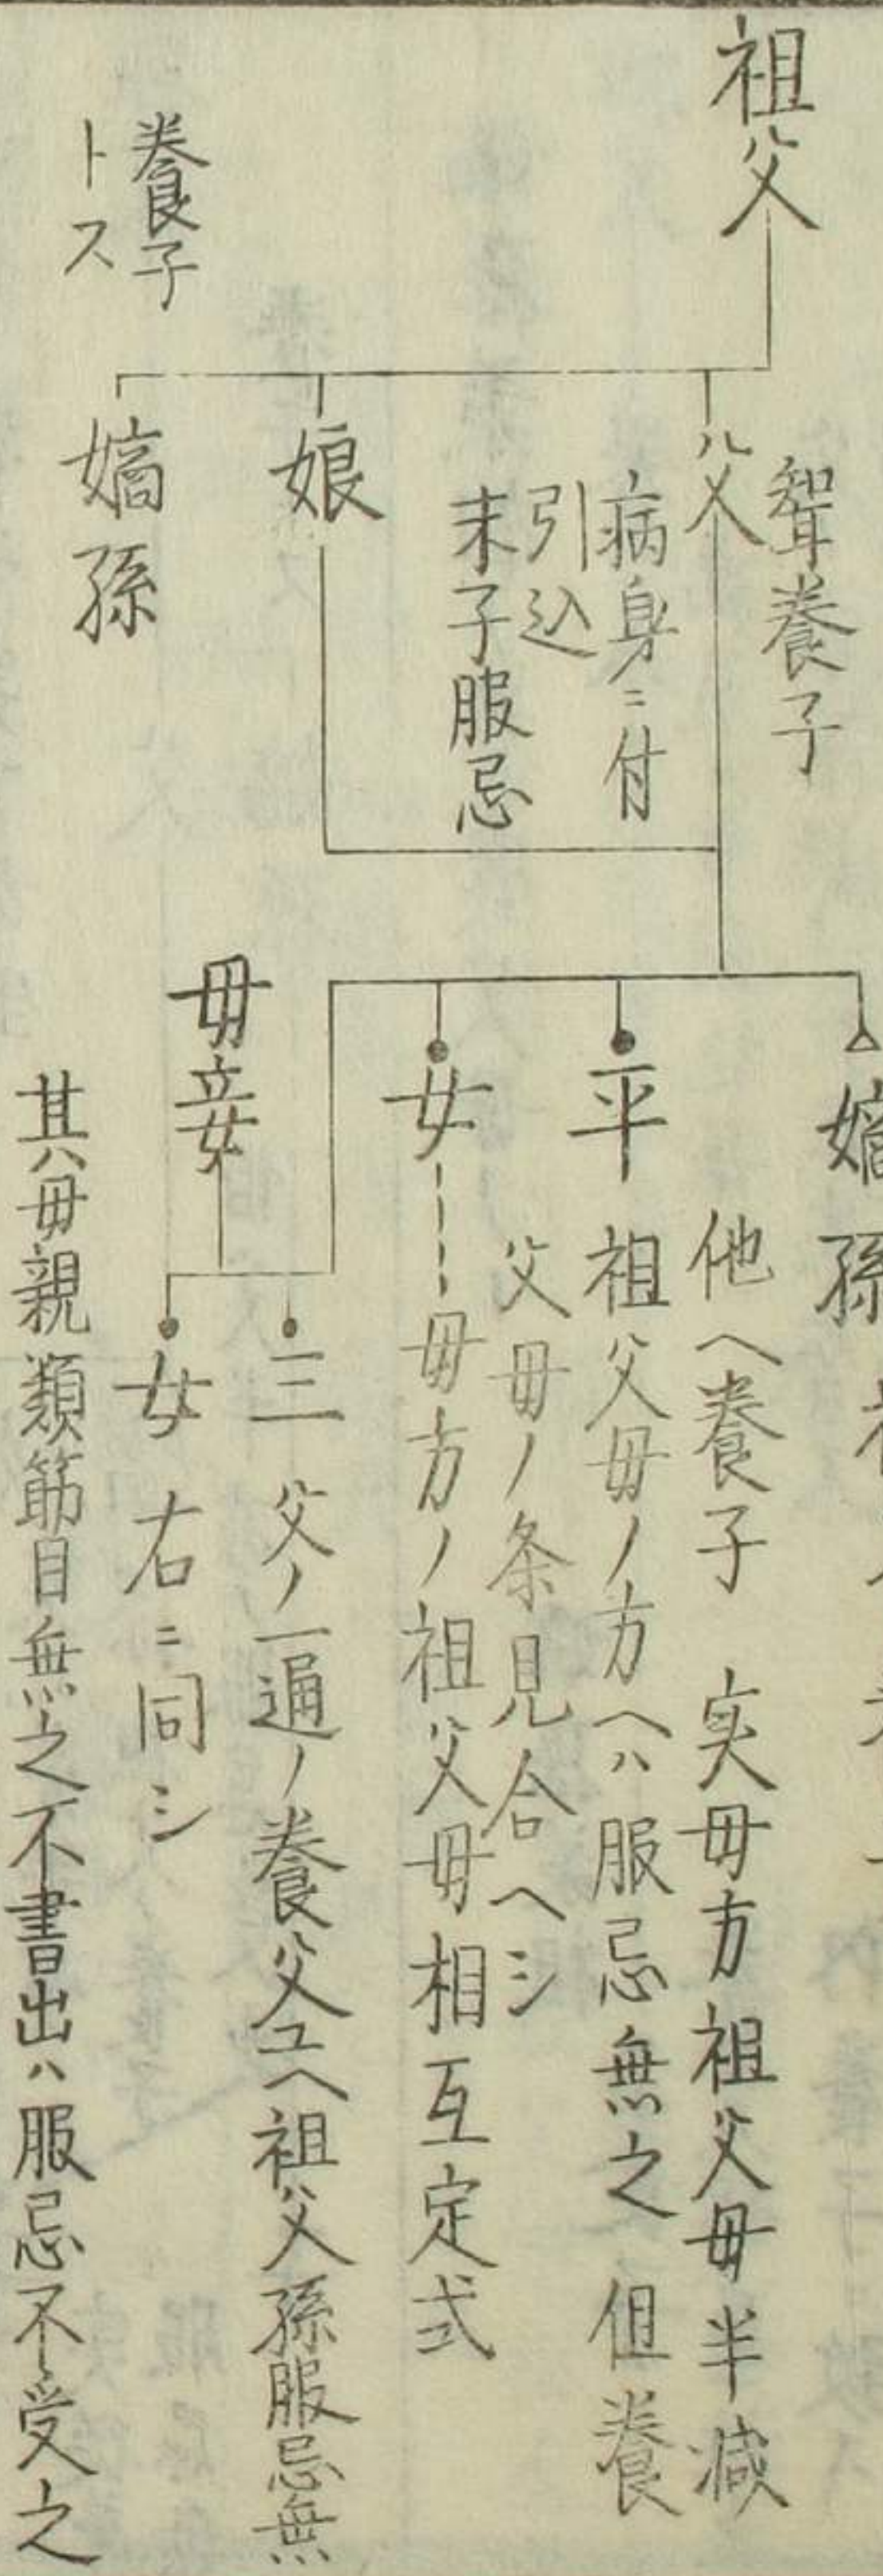 祖父
聟養子
父
病身ニ付
引込
末子服忌
娘
嫡孫
養子
トス
嫡孫
他ヘ養子 実母方祖父母半减
平 祖父母ノ方ヘハ服忌無之 但養
父母ノ条見合ヘシ
女 母方ノ祖父母相互定式
母妾
三 父ノ一遍ノ養父ユヘ祖父孫服忌無
女 右ニ同シ
其ハ母親類筋目無之不書出ハ服忌不受之